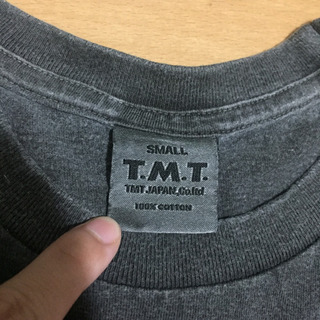 SMALL
T.M.T.
TMT JAPAN,Co.ltd
100% COTTON